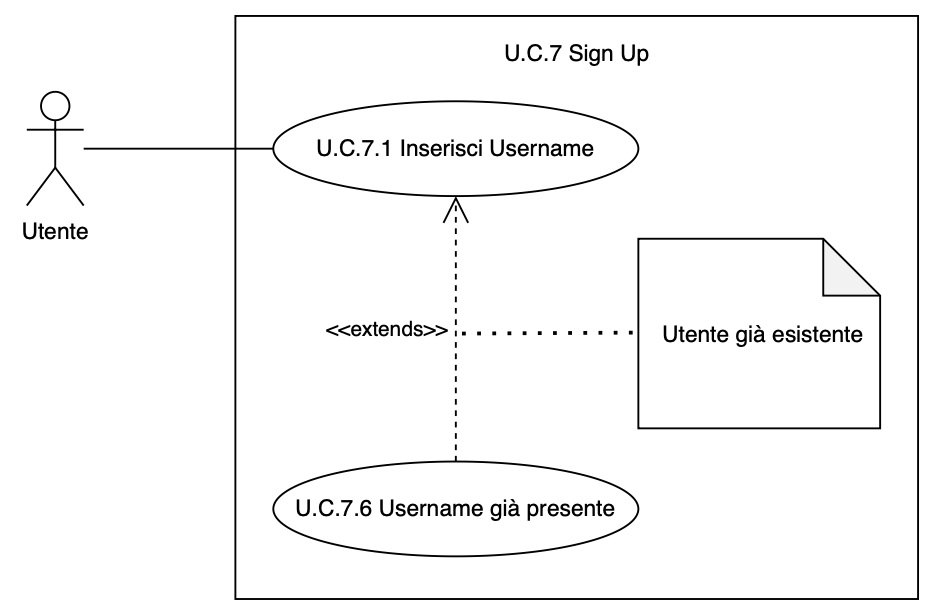 U.C.7 Sign Up
U.C.7.1 Inserisci Username
Utente
<<extends>>
Utente già esistente
U.C.7.6 Username già presente